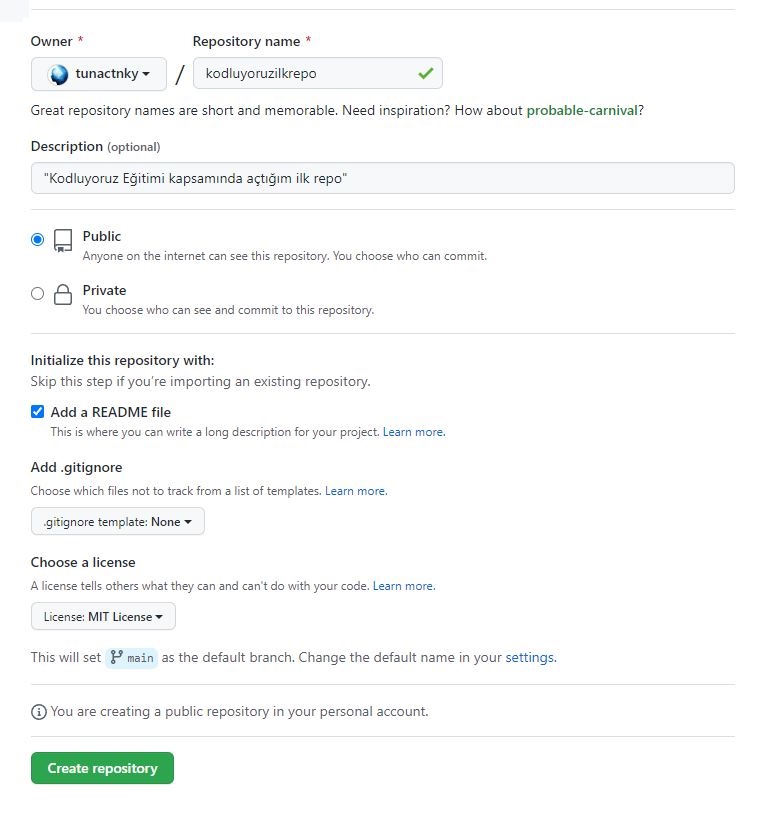 Owner *
Repository name *
tunactnky / kodluyoruzilkrepo
Great repository names are short and memorable. Need inspiration? How about probable-carnival?
Description (optional)
"Kodluyoruz Eğitimi kapsamında açtığım ilk repo"
Public
Anyone on the internet can see this repository. You choose who can commit.
Private
You choose who can see and commit to this repository.
Initialize this repository with:
Skip this step if you're importing an existing repository.
Add a README file
This is where you can write a long description for your project. Learn more.
Add .gitignore
Choose which files not to track from a list of templates. Learn more.
.gitignore template: None
Choose a license
A license tells others what they can and can't do with your code. Learn more.
License: MIT License
This will set main as the default branch. Change the default name in your settings.
You are creating a public repository in your personal account.
Create repository